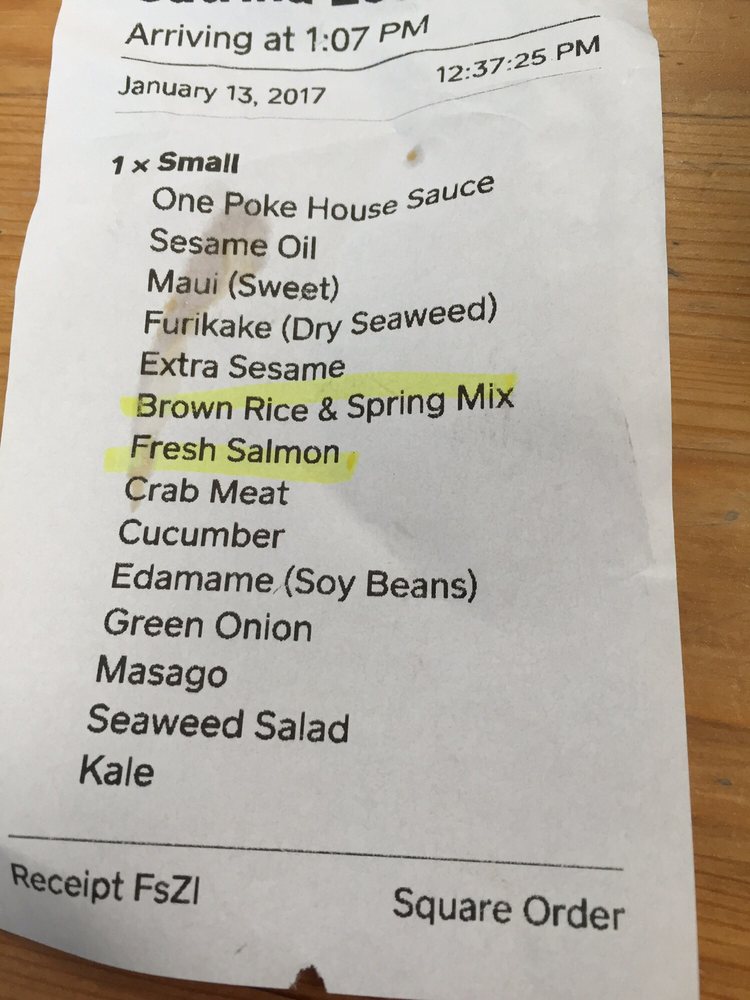 Arriving at 1:07 PM
January 13, 2017 12:37:25 PM
1 x Small
One Poke House Sauce
Sesame Oil
Maui (Sweet)
Furikake (Dry Seaweed)
Extra Sesame
Brown Rice & Spring Mix
Fresh Salmon
Crab Meat
Cucumber
Edamame (Soy Beans)
Green Onion
Masago
Seaweed Salad
Kale
Receipt FsZI Square Order